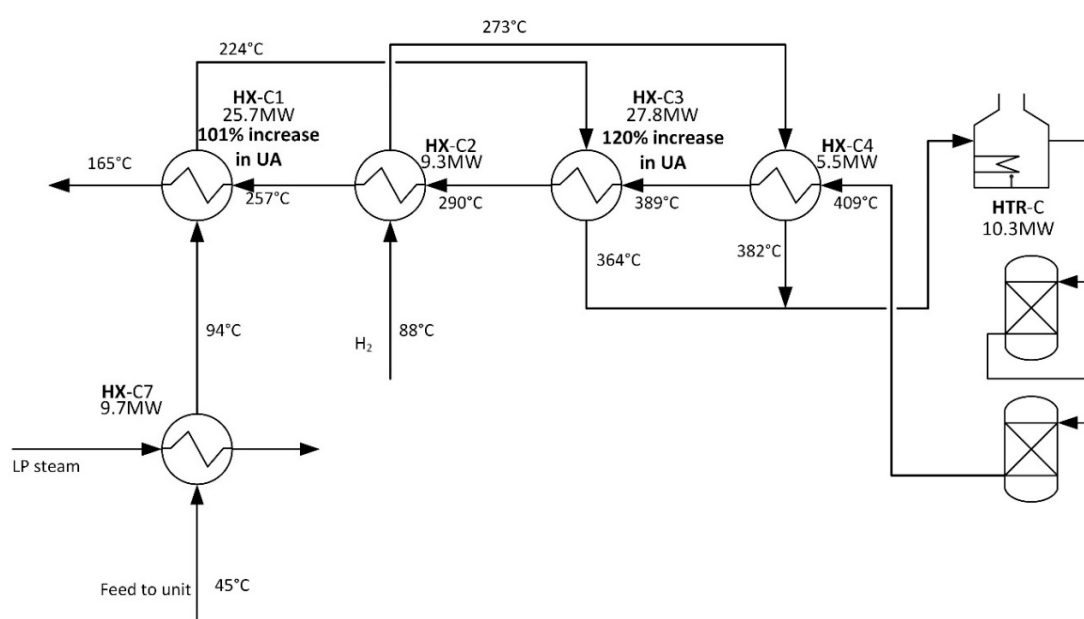 273°C
224°C
HX-C1
25.7MW
101% increase
in UA
HX-C2
9.3MW
HX-C3
27.8MW
120% increase
in UA
HX-C4
5.5MW
165°C
257°C
290°C
389°C
409°C
HTR-C
10.3MW
364°C
382°C
94°C
H₂
88°C
HX-C7
9.7MW
LP steam
Feed to unit
45°C